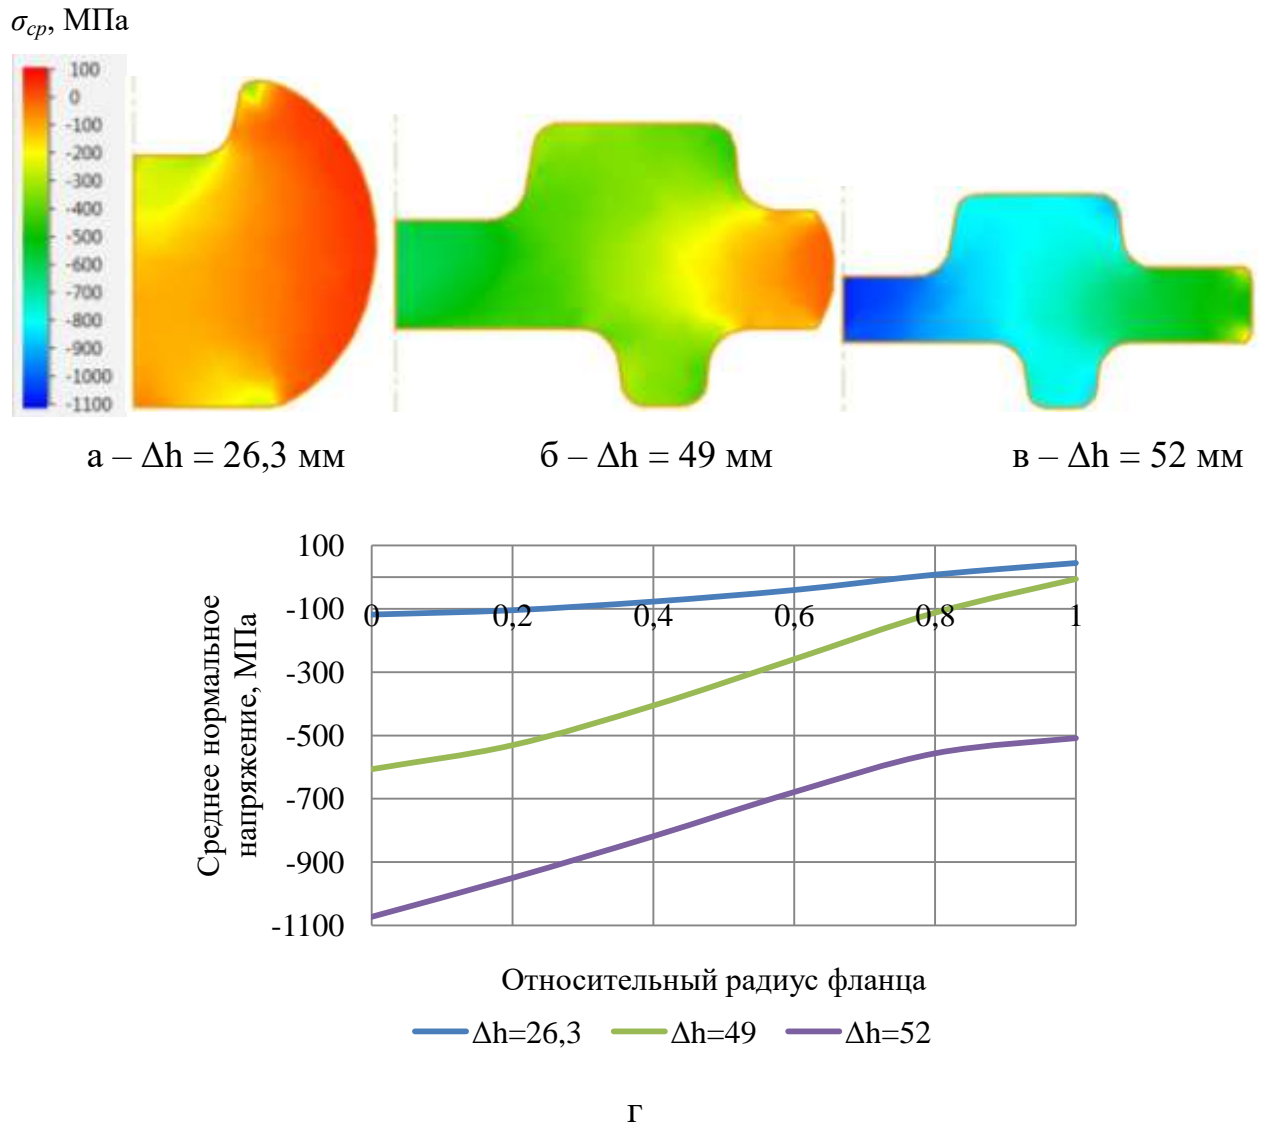 σср, МПа
100
0
-100
-200
-300
-400
-500
-600
-700
-800
-900
-1000
-1100
а – Δh = 26,3 мм
б – Δh = 49 мм
в – Δh = 52 мм
100
-100
-300
-500
-700
-900
-1100
0
0,2
0,4
0,6
0,8
1
Среднее нормальное
напряжение, МПа
Относительный радиус фланца
Δh=26,3
Δh=49
Δh=52
г